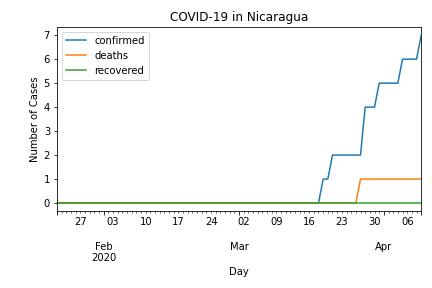 COVID-19 in Nicaragua
confirmed
deaths
recovered
Number of Cases
7
6
5
4
3
2
1
0
27 03 10 17 24 02 09 16 23 30 06
Feb Mar Apr
2020
Day